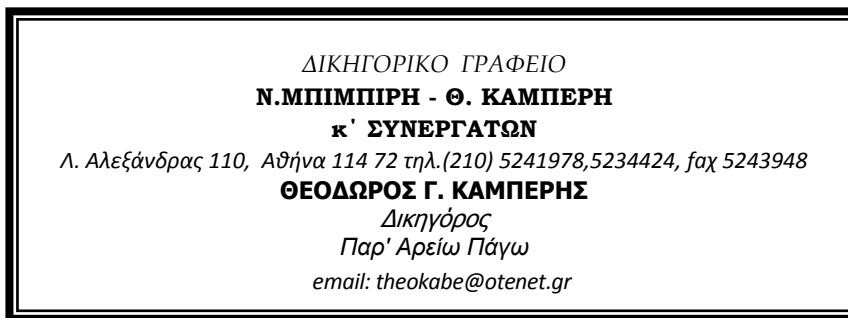 ΔΙΚΗΓΟΡΙΚΟ ΓΡΑΦΕΙΟ
Ν.ΜΠΙΜΠΙΡΗ - Θ. ΚΑΜΠΕΡΗ
κ΄ ΣΥΝΕΡΓΑΤΩΝ
Λ. Αλεξάνδρας 110, Αθήνα 114 72 τηλ.(210) 5241978,5234424, fax 5243948
ΘΕΟΔΩΡΟΣ Γ. ΚΑΜΠΕΡΗΣ
Δικηγόρος
Παρ' Αρείω Πάγω
email: theokabe@otenet.gr